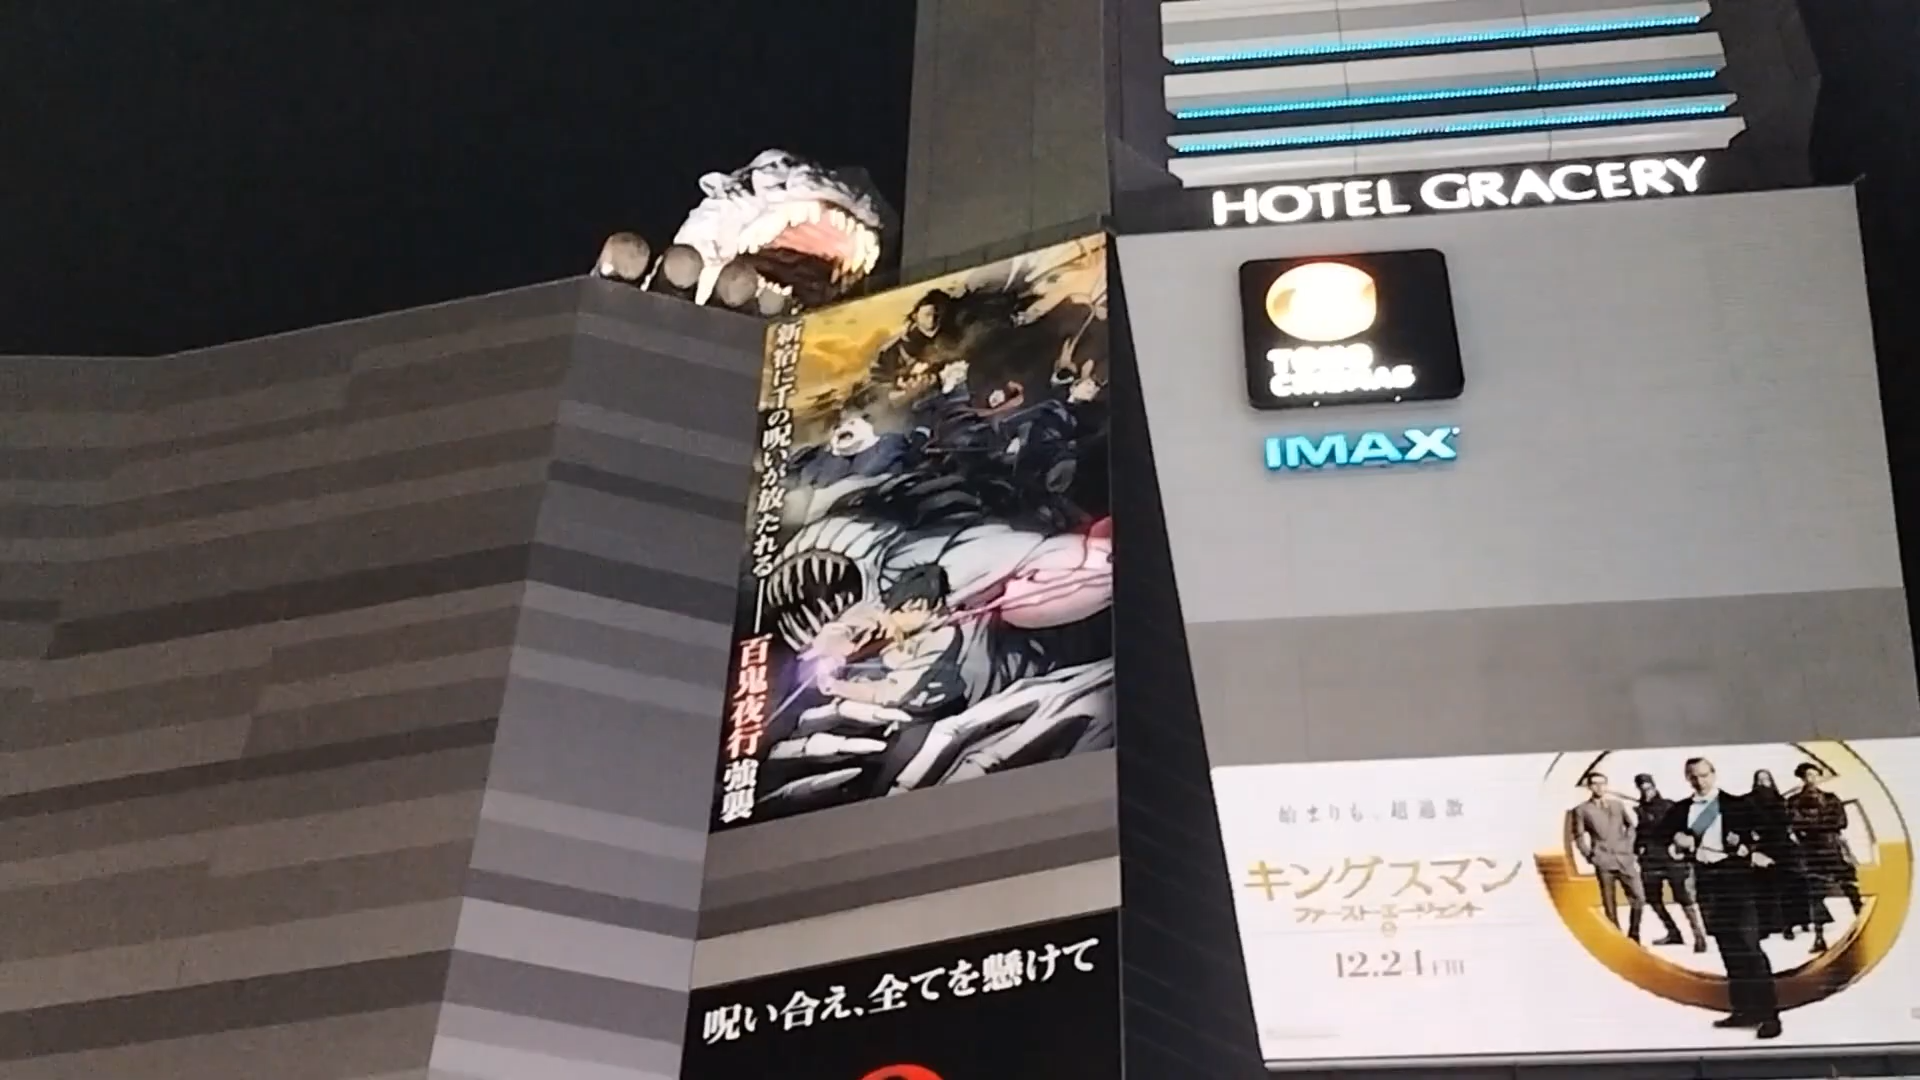 HOTEL GRACERY
TOHO
CINEMAS
IMAX
新宿に千の呪いが放たれる――
百鬼夜行強襲
呪い合え、全てを懸けて
始まりも、超過激
キングスマン
ファースト・エージェント
12.24 FRI